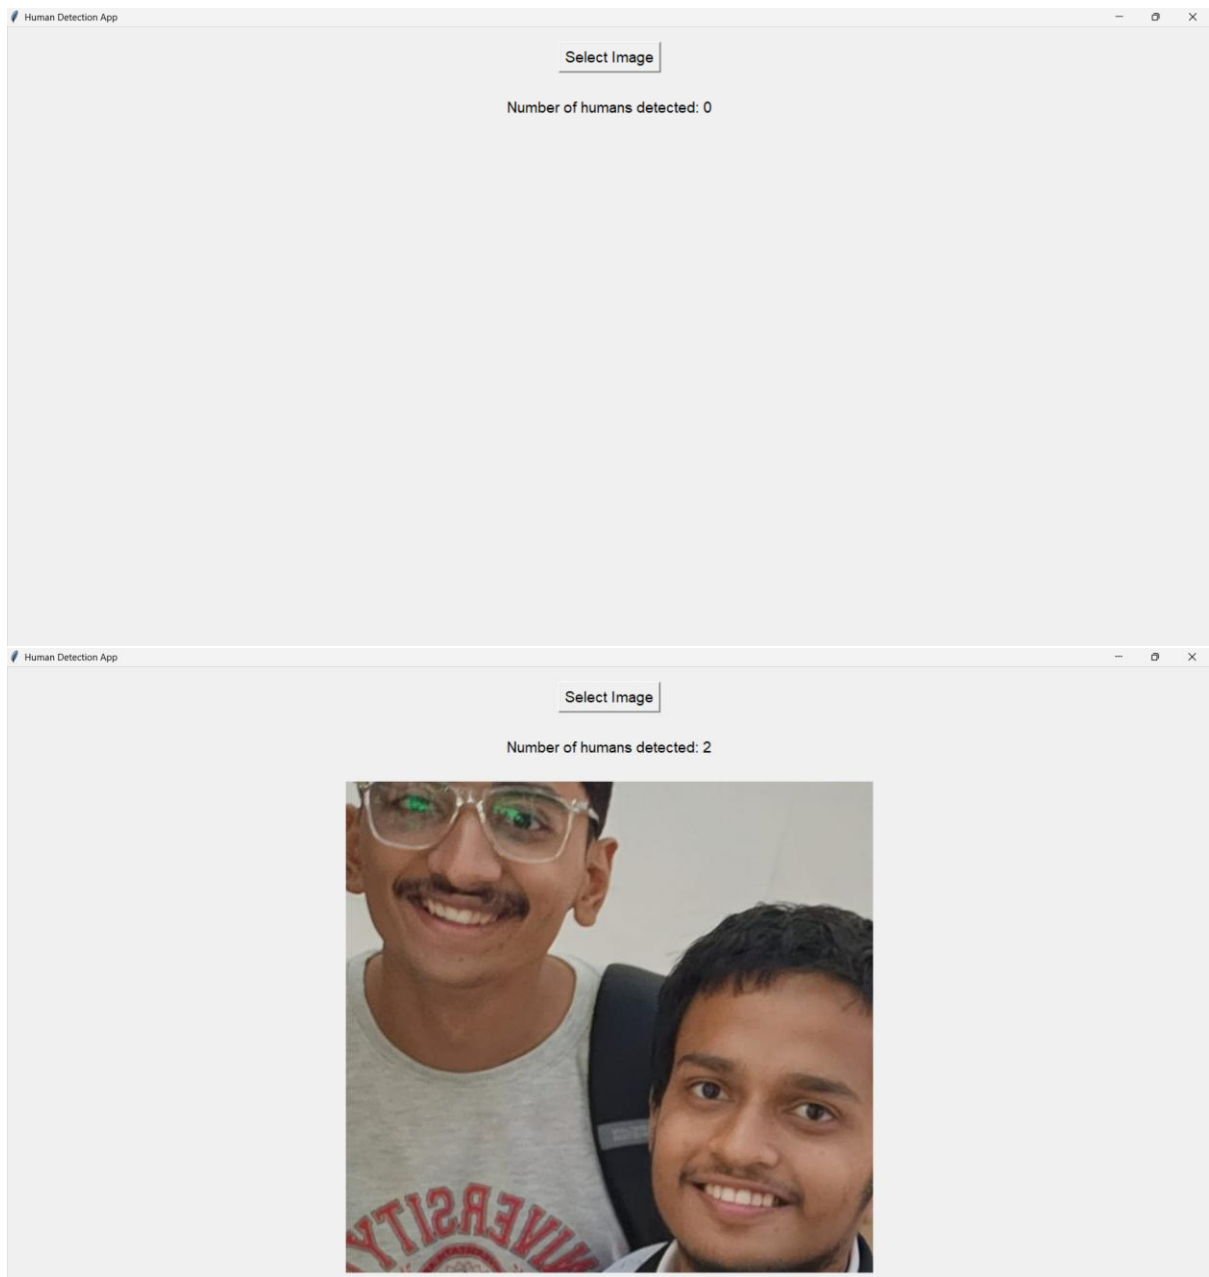 Human Detection App
Select Image
Number of humans detected: 0
Human Detection App
Select Image
Number of humans detected: 2
UNIVERSITY